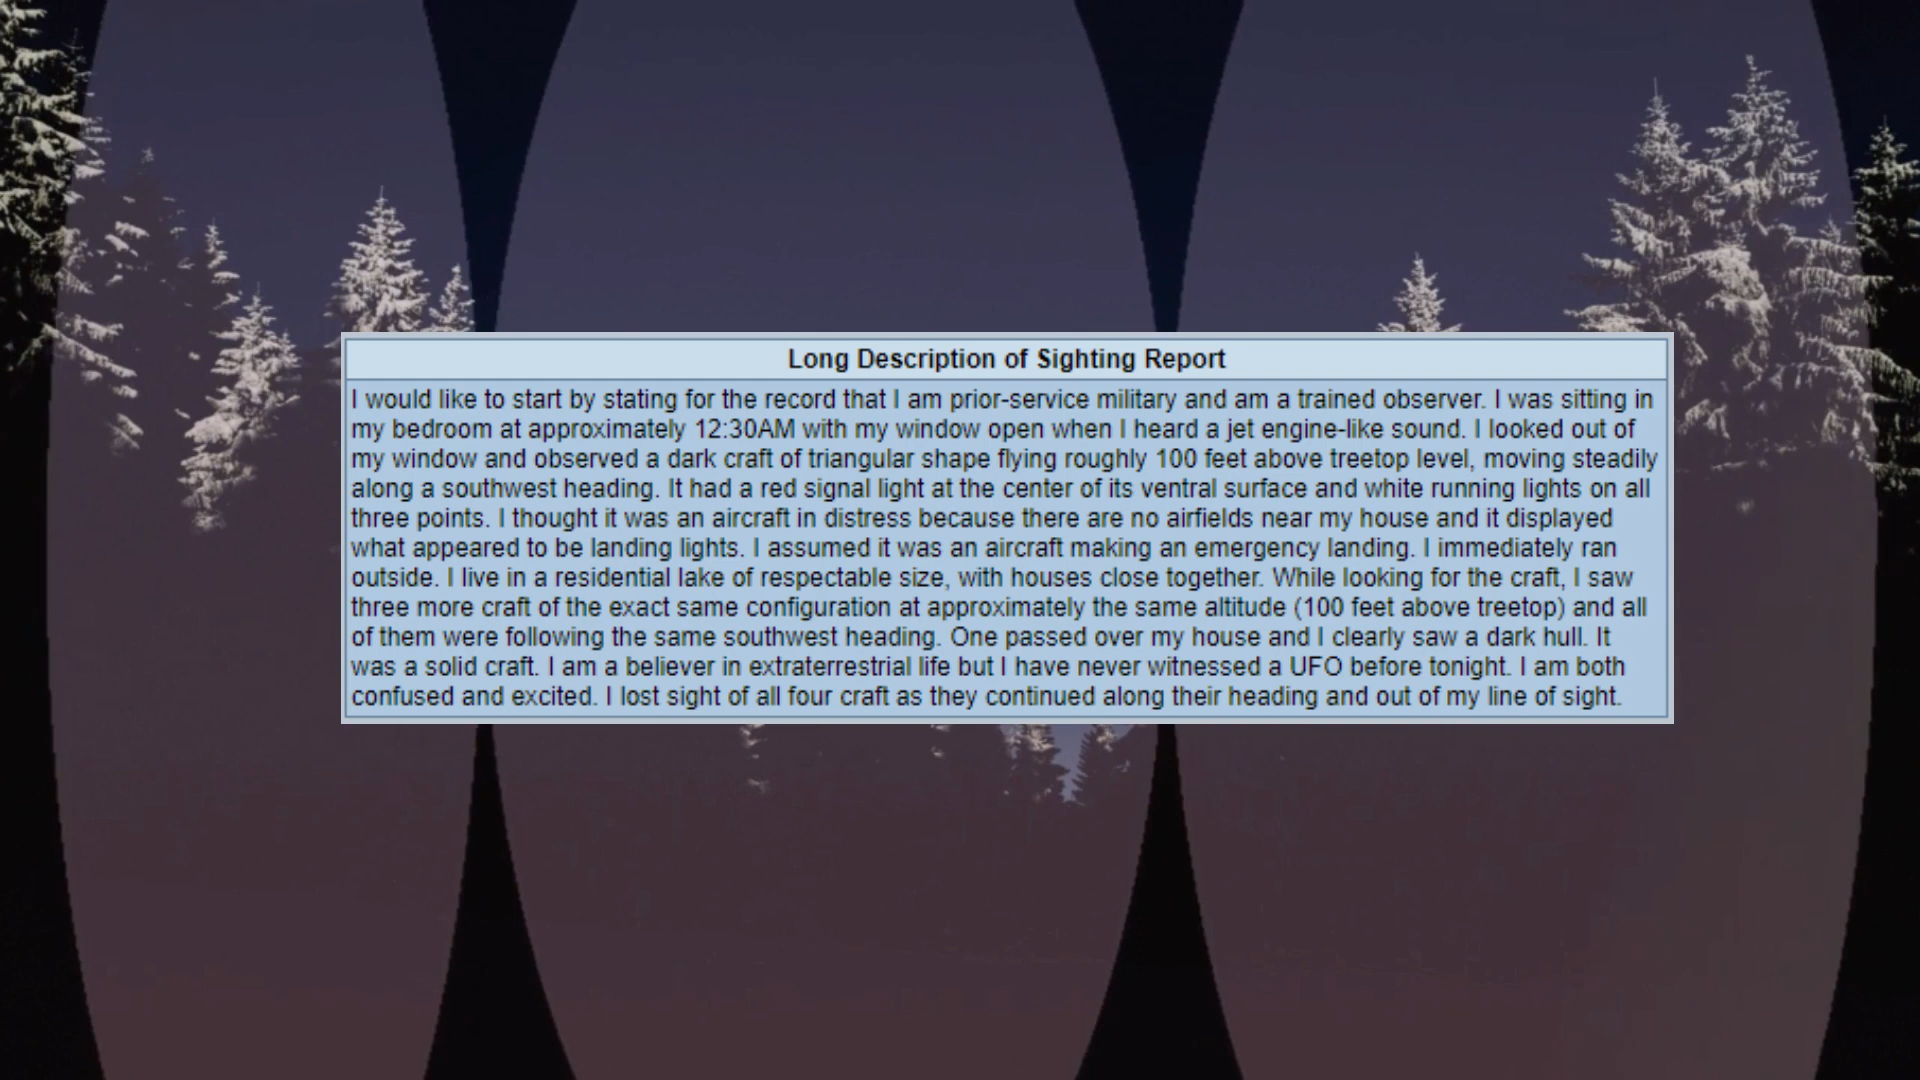 Long Description of Sighting Report
I would like to start by stating for the record that I am prior-service military and am a trained observer. I was sitting in
my bedroom at approximately 12:30AM with my window open when I heard a jet engine-like sound. I looked out of
my window and observed a dark craft of triangular shape flying roughly 100 feet above treetop level, moving steadily
along a southwest heading. It had a red signal light at the center of its ventral surface and white running lights on all
three points. I thought it was an aircraft in distress because there are no airfields near my house and it displayed
what appeared to be landing lights. I assumed it was an aircraft making an emergency landing. I immediately ran
outside. I live in a residential lake of respectable size, with houses close together. While looking for the craft, I saw
three more craft of the exact same configuration at approximately the same altitude (100 feet above treetop) and all
of them were following the same southwest heading. One passed over my house and I clearly saw a dark hull. It
was a solid craft. I am a believer in extraterrestrial life but I have never witnessed a UFO before tonight. I am both
confused and excited. I lost sight of all four craft as they continued along their heading and out of my line of sight.